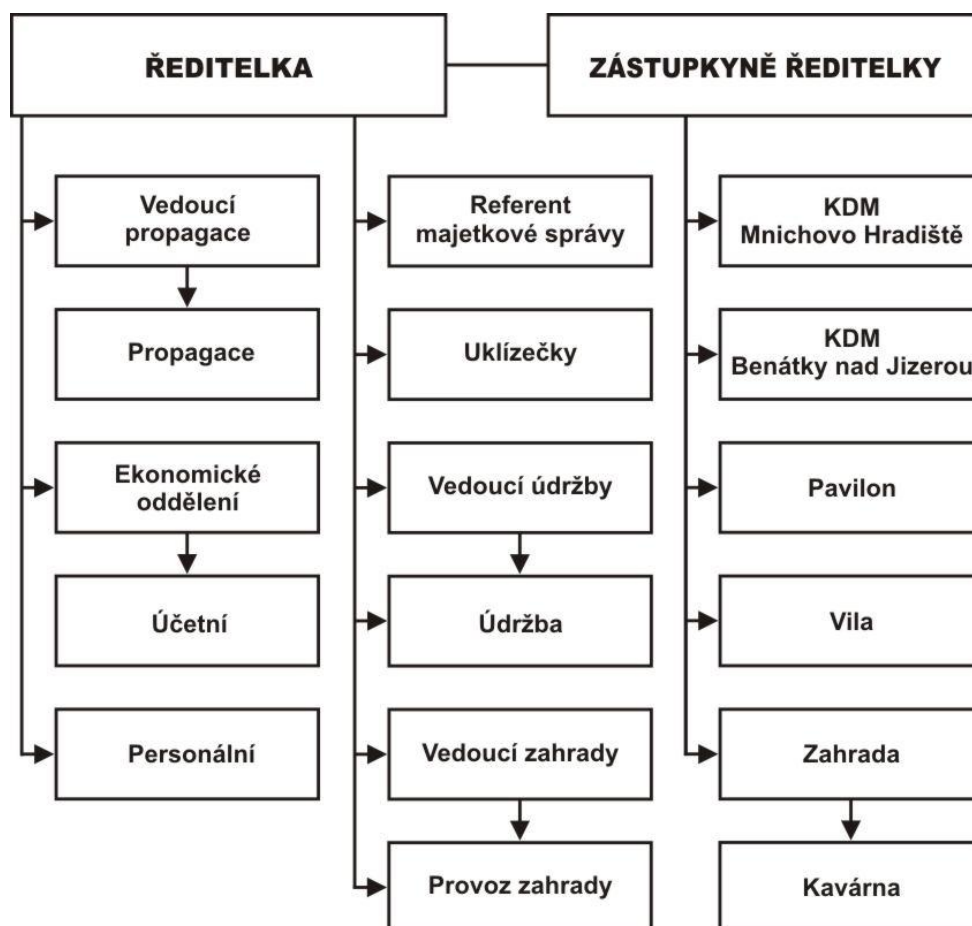 ŘEDITELKA
ZÁSTUPKYNĚ ŘEDITELKY
Vedoucí
propagace
Propagace
Ekonomické
oddělení
Účetní
Personální
Referent
majetkové správy
Uklízečky
Vedoucí údržby
Údržba
Vedoucí zahrady
Provoz zahrady
KDM
Mnichovo Hradiště
KDM
Benátky nad Jizerou
Pavilon
Vila
Zahrada
Kavárna